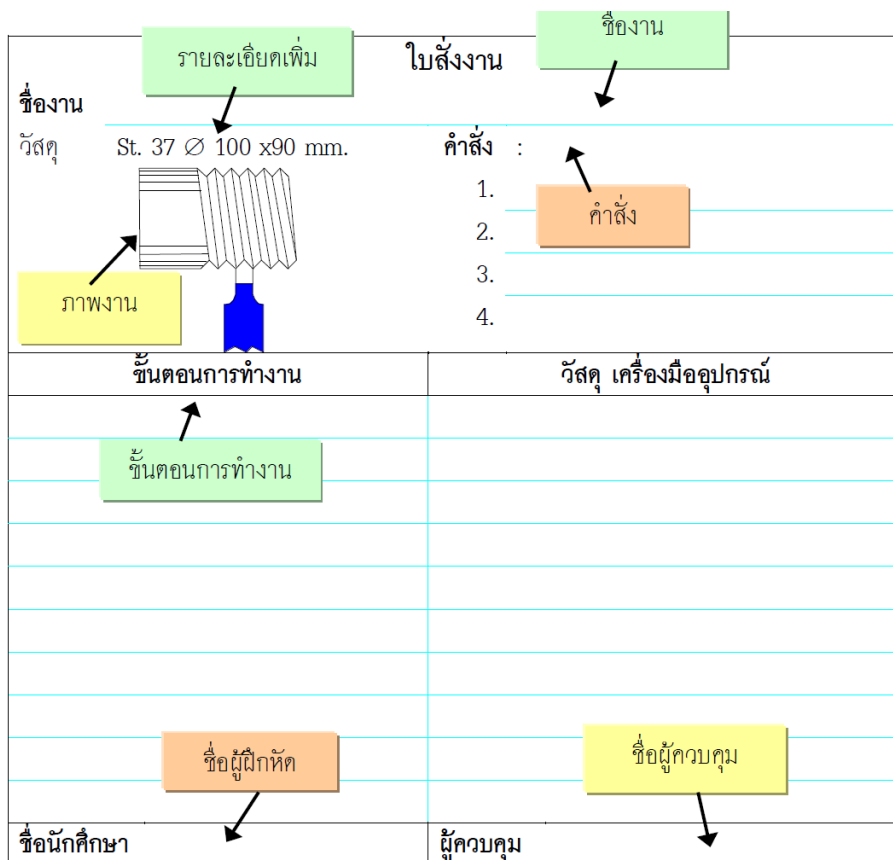 ชื่องาน
รายละเอียดเพิ่ม
ใบสั่งงาน
ชื่องาน
วัสดุ St. 37 ∅ 100 x90 mm.
คำสั่ง :
1.
คำสั่ง
2.
3.
ภาพงาน
4.
ขั้นตอนการทำงาน
วัสดุ เครื่องมืออุปกรณ์
ขั้นตอนการทำงาน
ชื่อผู้ฝึกหัด
ชื่อผู้ควบคุม
ชื่อนักศึกษา
ผู้ควบคุม